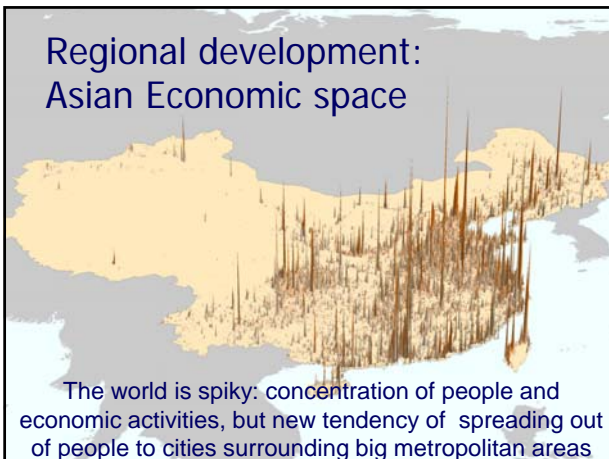 Regional development:
Asian Economic space
The world is spiky: concentration of people and
economic activities, but new tendency of spreading out
of people to cities surrounding big metropolitan areas